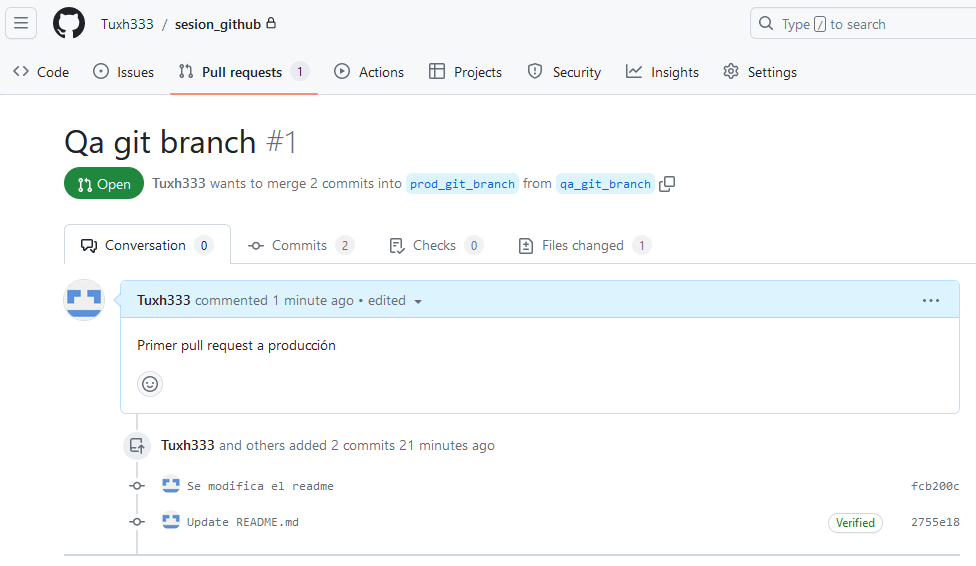 Tuxh333 / sesion_github
Type / to search
Code
Issues
Pull requests 1
Actions
Projects
Security
Insights
Settings
Qa git branch #1
Open
Tuxh333 wants to merge 2 commits into prod_git_branch from qa_git_branch
Conversation 0
Commits 2
Checks 0
Files changed 1
Tuxh333 commented 1 minute ago • edited
Primer pull request a producción
Tuxh333 and others added 2 commits 21 minutes ago
Se modifica el readme fcb200c
Update README.md Verified 2755e18